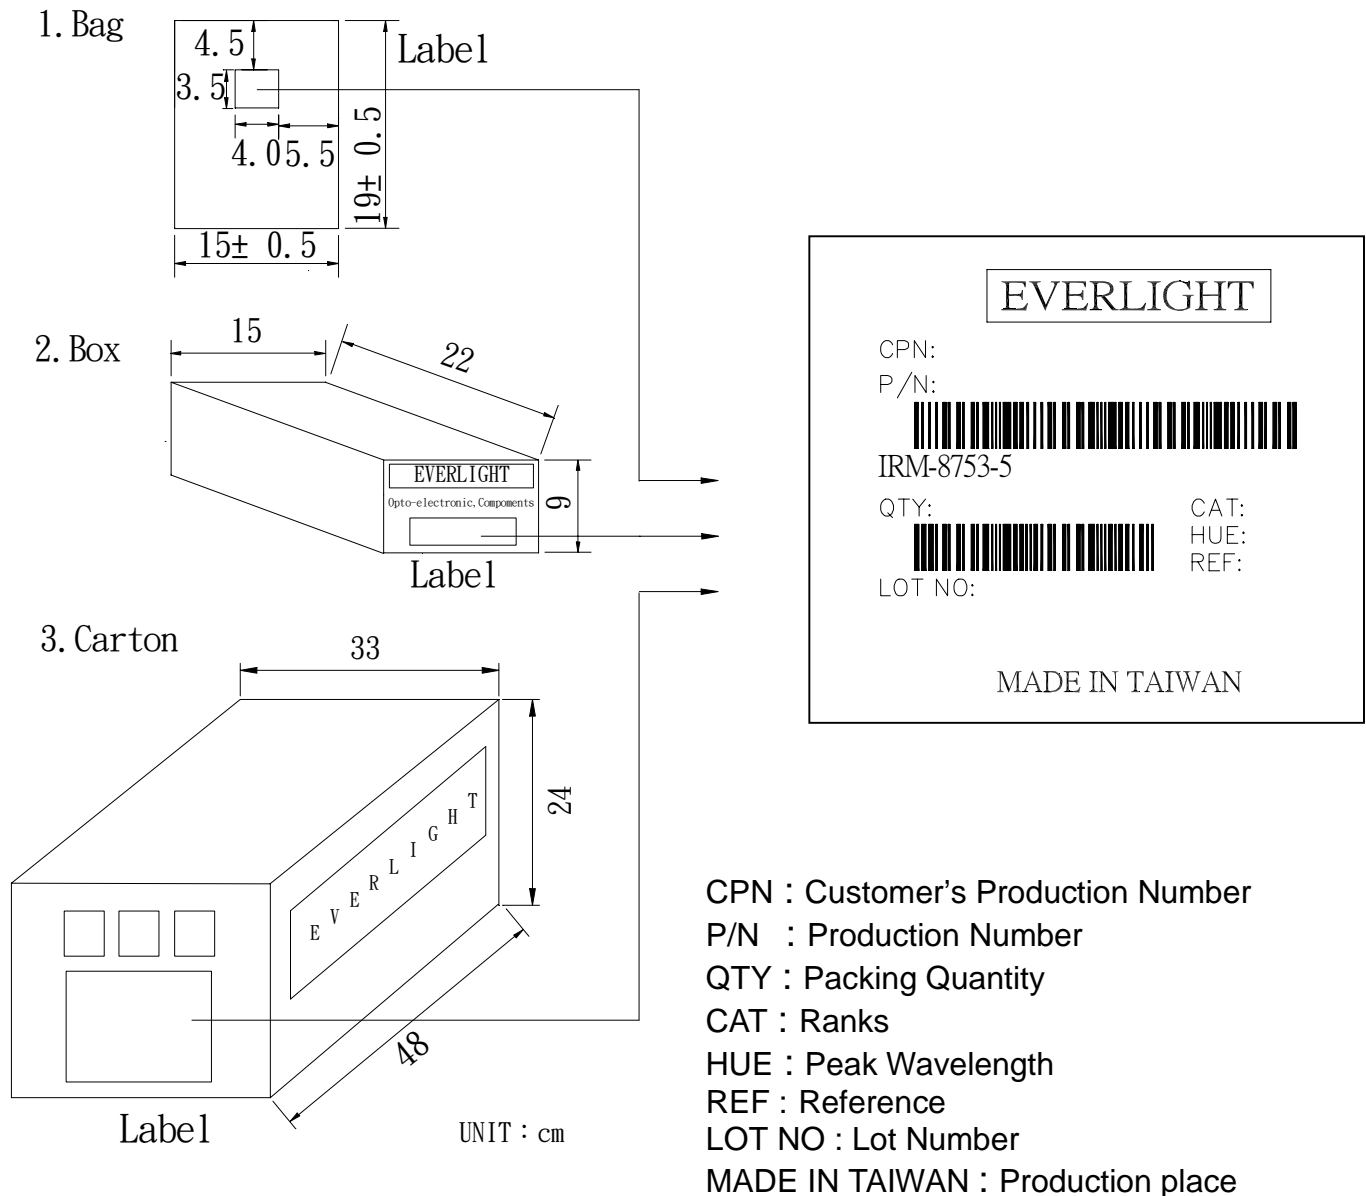 1. Bag
4.5
Label
3.5
4.0
5.5
19± 0.5
15± 0.5
2. Box
15
22
EVERLIGHT
Opto-electronic,Compoments
9
Label
3. Carton
33
24
EVERLIGHT
48
Label
UNIT：cm
EVERLIGHT
CPN:
P/N:
IRM-8753-5
QTY:
CAT:
HUE:
REF:
LOT NO:
MADE IN TAIWAN
CPN：Customer's Production Number
P/N ：Production Number
QTY：Packing Quantity
CAT：Ranks
HUE：Peak Wavelength
REF : Reference
LOT NO : Lot Number
MADE IN TAIWAN：Production place